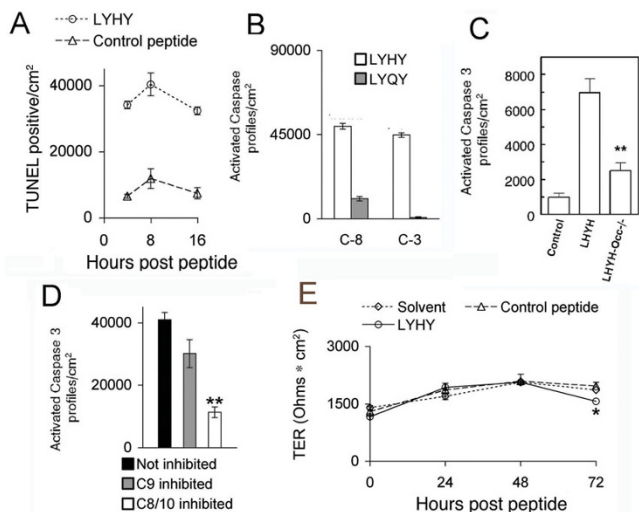 A
LYHY
Control peptide
TUNEL positive/cm²
40000
20000
0
0 4 8 12 16
Hours post peptide
B
Activated Caspase
profiles/cm²
90000
45000
0
LYHY
LYQY
C-8 C-3
C
Activated Caspase 3
profiles/cm²
8000
6000
4000
2000
0
**
Control
LHYH
LHYH-Occ-/-
D
Activated Caspase 3
profiles/cm²
40000
20000
0
**
Not inhibited
C9 inhibited
C8/10 inhibited
E
Solvent
Control peptide
LYHY
TER (Ohms * cm²)
3000
1500
0
*
0 24 48 72
Hours post peptide